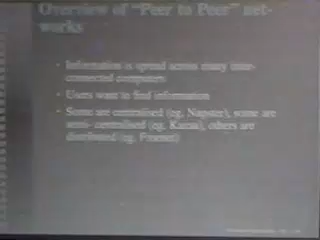 Overview of "Peer to Peer" net-
works
Information is spread across many inter-
connected computers
Users want to find information
Some are centralised (eg. Napster), some are
semi- centralised (eg. Kazaa), others are
distributed (eg. Freenet)